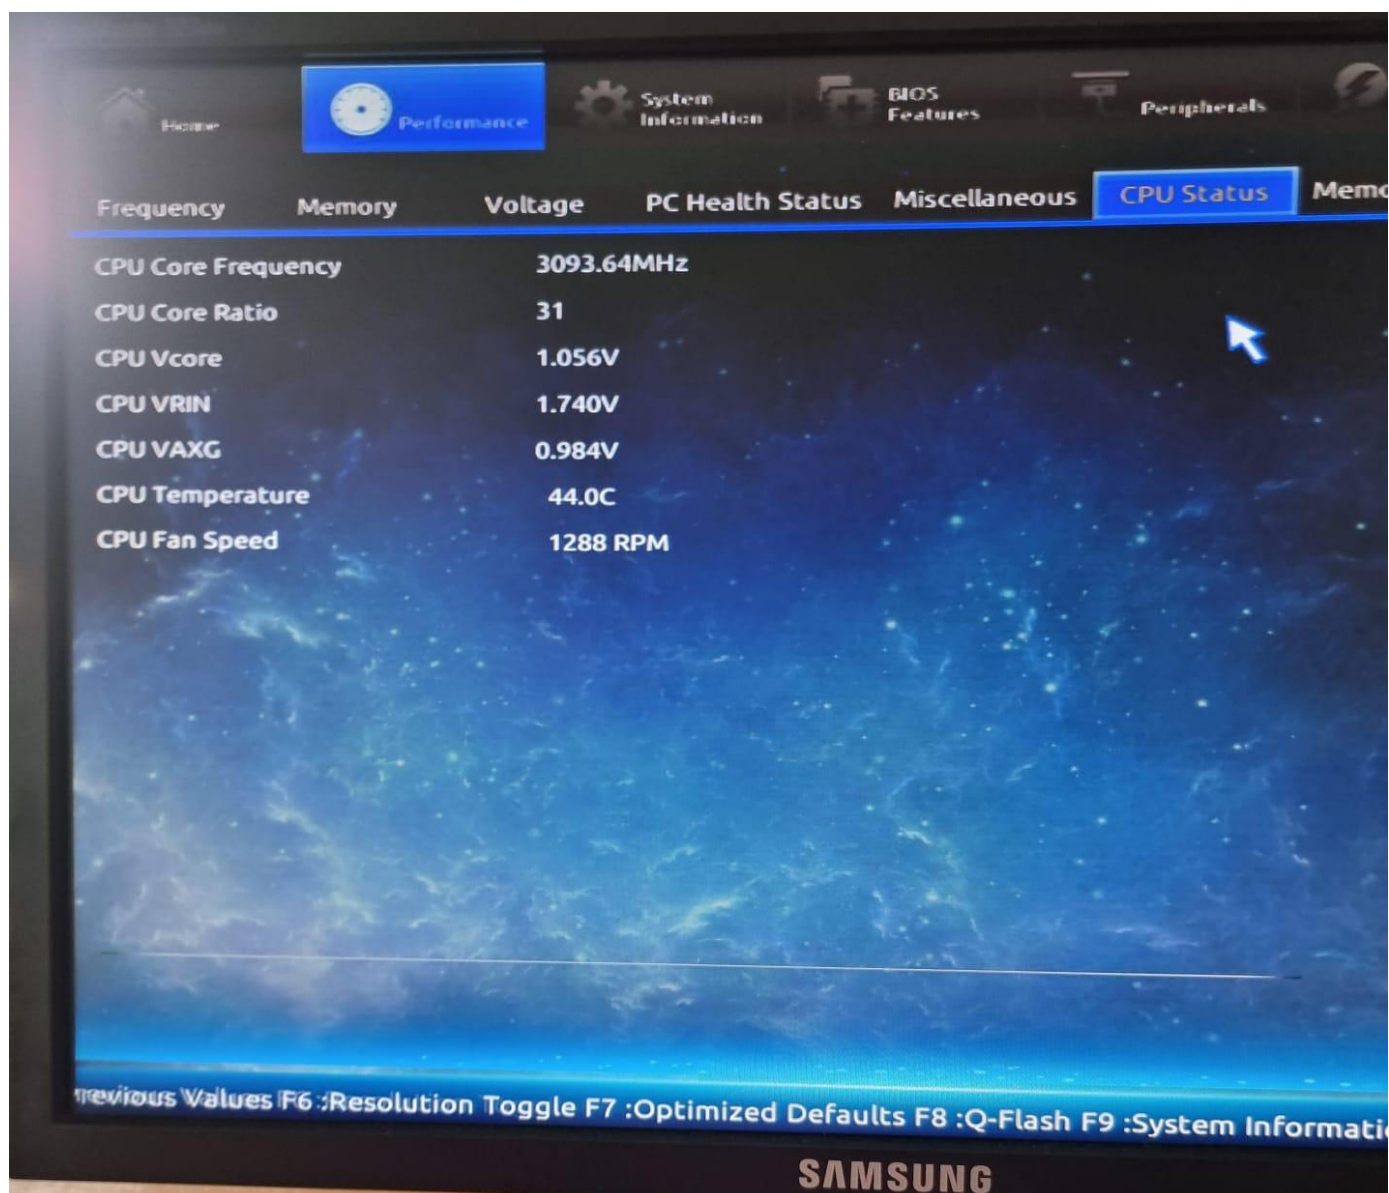 Home
Performance
System Information
BIOS Features
Peripherals
Frequency Memory Voltage PC Health Status Miscellaneous CPU Status Memo
CPU Core Frequency 3093.64MHz
CPU Core Ratio 31
CPU Vcore 1.056V
CPU VRIN 1.740V
CPU VAXG 0.984V
CPU Temperature 44.0C
CPU Fan Speed 1288 RPM
revious Values F6 :Resolution Toggle F7 :Optimized Defaults F8 :Q-Flash F9 :System Informati
SAMSUNG